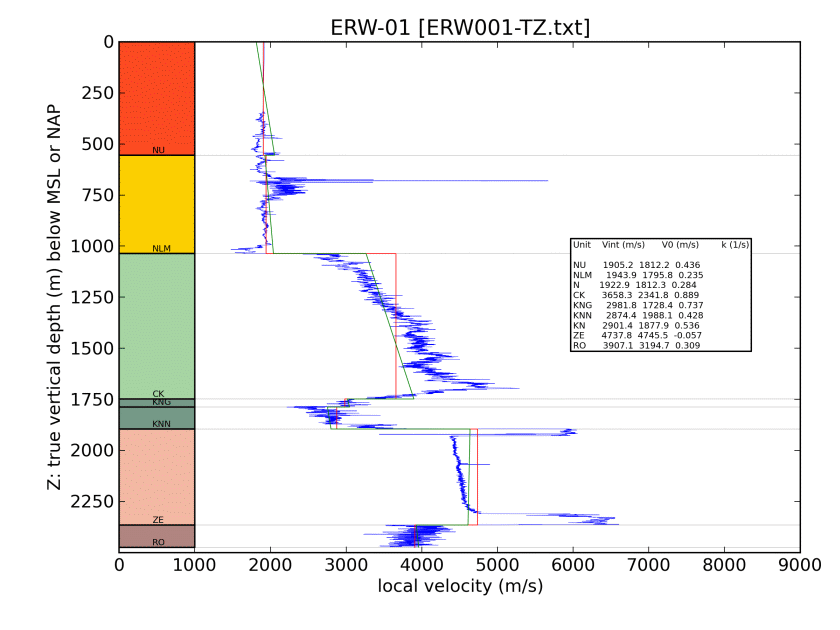 ERW-01 [ERW001-TZ.txt]
Z: true vertical depth (m) below MSL or NAP
0
250
500
750
1000
1250
1500
1750
2000
2250
NU
NLM
CK
KNG
KNN
ZE
RO
Unit Vint (m/s) V0 (m/s) k (1/s)
NU 1905.2 1812.2 0.436
NLM 1943.9 1795.8 0.235
N 1922.9 1812.3 0.284
CK 3658.3 2341.8 0.889
KNG 2981.8 1728.4 0.737
KNN 2874.4 1988.1 0.428
KN 2901.4 1877.9 0.536
ZE 4737.8 4745.5 -0.057
RO 3907.1 3194.7 0.309
0 1000 2000 3000 4000 5000 6000 7000 8000 9000
local velocity (m/s)